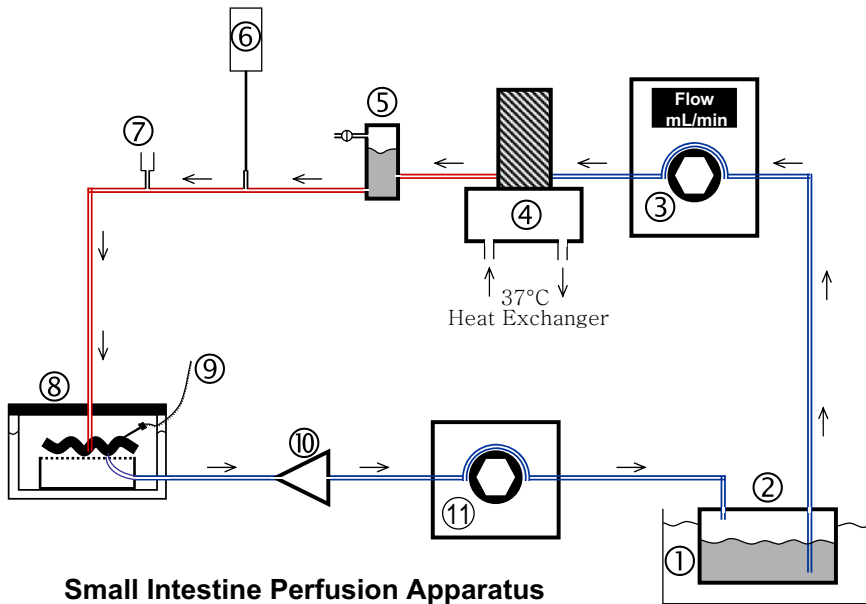 ⑥
⑤
Flow
mL/min
⑦
③
④
37°C
Heat Exchanger
⑧
⑨
⑩
⑪
②
①
Small Intestine Perfusion Apparatus